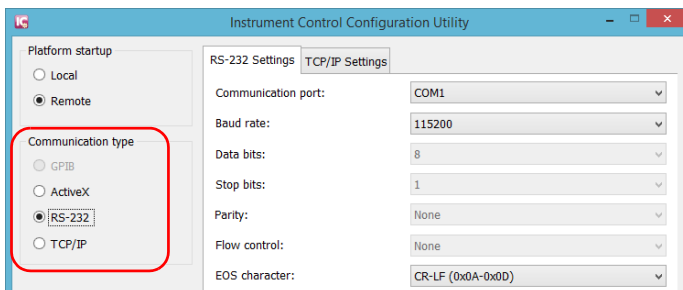 IC
Instrument Control Configuration Utility
Platform startup
Local
Remote
Communication type
GPIB
ActiveX
RS-232
TCP/IP
RS-232 Settings TCP/IP Settings
Communication port: COM1
Baud rate: 115200
Data bits: 8
Stop bits: 1
Parity: None
Flow control: None
EOS character: CR-LF (0x0A-0x0D)